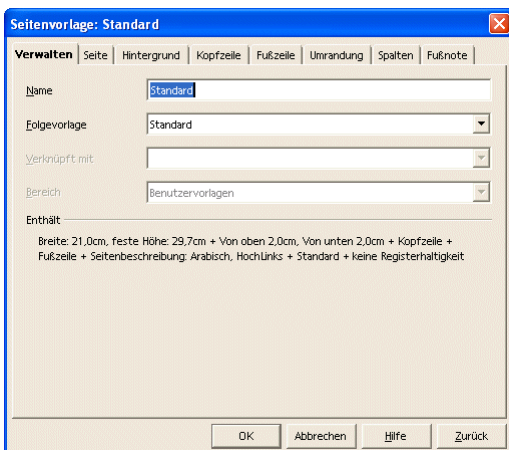 Seitenvorlage: Standard
Verwalten Seite Hintergrund Kopfzeile Fußzeile Umrandung Spalten Fußnote
Name Standard
Folgevorlage Standard
Verknüpft mit
Bereich Benutzervorlagen
Enthält
Breite: 21,0cm, feste Höhe: 29,7cm + Von oben 2,0cm, Von unten 2,0cm + Kopfzeile +
Fußzeile + Seitenbeschreibung: Arabisch, HochLinks + Standard + keine Registerhaltigkeit
OK Abbrechen Hilfe Zurück